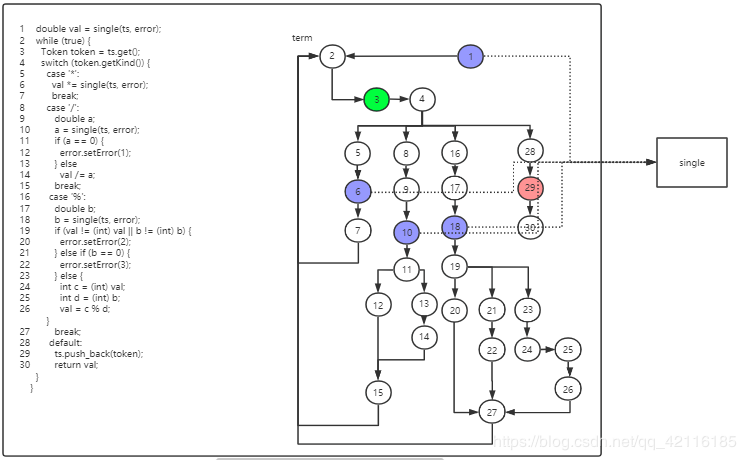 1 double val = single(ts, error);
2 while (true) {
3 Token token = ts.get();
4 switch (token.getKind()) {
5 case '*':
6 val *= single(ts, error);
7 break;
8 case '/':
9 double a;
10 a = single(ts, error);
11 if (a == 0) {
12 error.setError(1);
13 } else
14 val /= a;
15 break;
16 case '%':
17 double b;
18 b = single(ts, error);
19 if (val != (int) val || b != (int) b) {
20 error.setError(2);
21 } else if (b == 0) {
22 error.setError(3);
23 } else {
24 int c = (int) val;
25 int d = (int) b;
26 val = c % d;
}
27 break;
28 default:
29 ts.push_back(token);
30 return val;
}
}
term
2 1
3 4
5 8 16 28
6 9 17 29
7 10 18 30
11 19
12 13 20 21 23
14 22 24 25
15 26
27
single
https://blog.csdn.net/qq_42116185